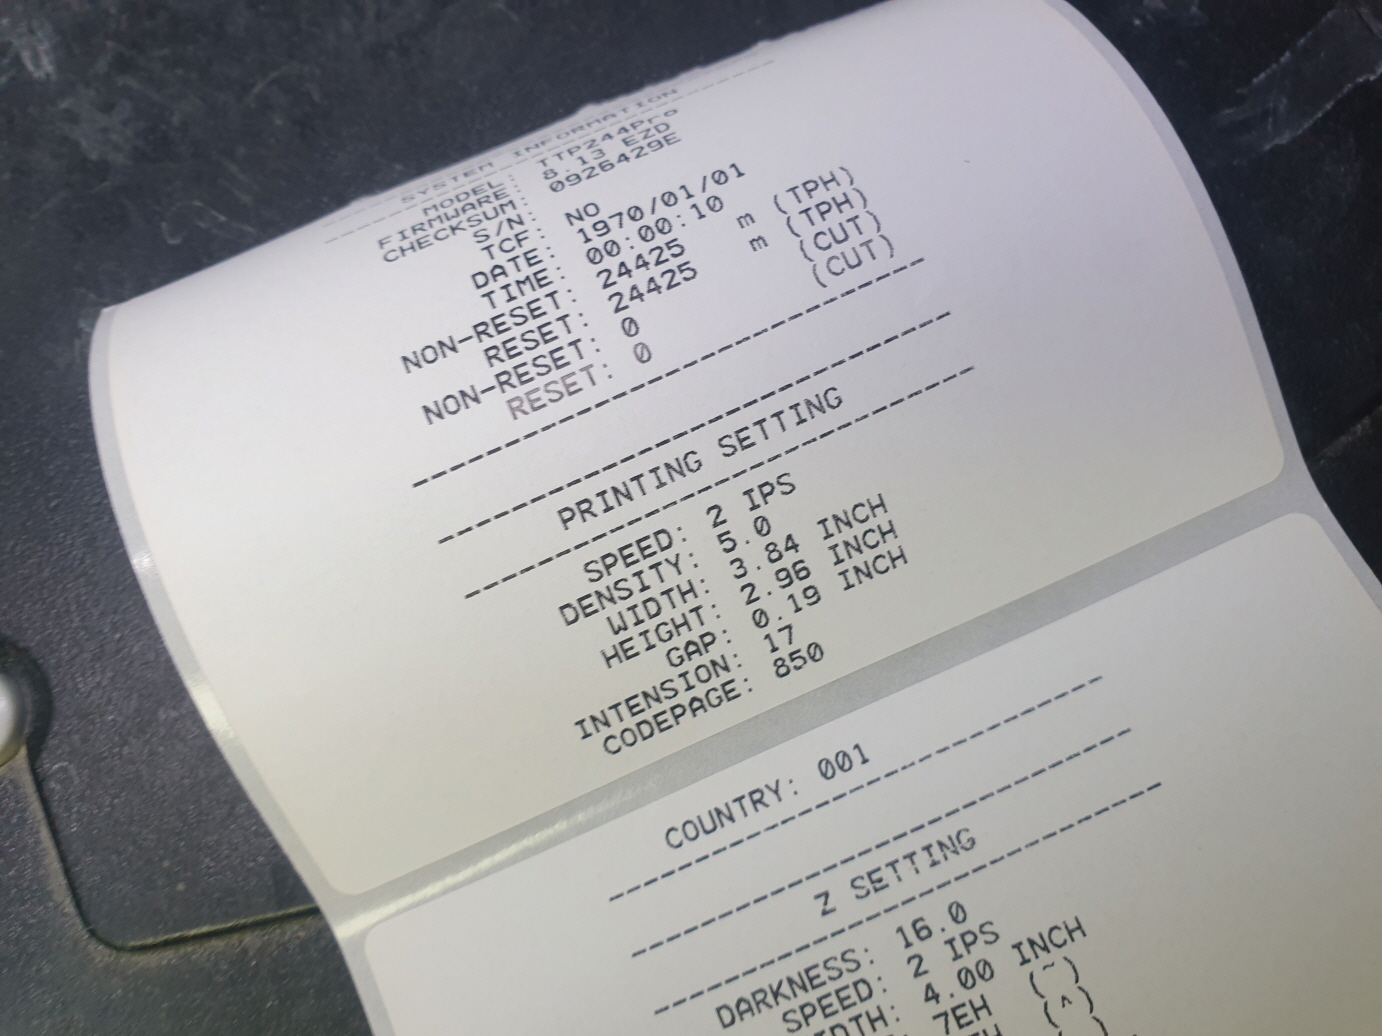 SYSTEM INFORMATION
MODEL: TTP244Pro
FIRMWARE: 8.13 EZD
CHECKSUM: 0926429E
S/N:
TCF: NO
DATE: 1970/01/01
TIME: 00:00:10
NON-RESET: 24425 m (TPH)
RESET: 24425 m (TPH)
NON-RESET: 0 (CUT)
RESET: 0 (CUT)
PRINTING SETTING
SPEED: 2 IPS
DENSITY: 5.0
WIDTH: 3.84 INCH
HEIGHT: 2.96 INCH
GAP: 0.19 INCH
INTENSION: 17
CODEPAGE: 850
COUNTRY: 001
Z SETTING
DARKNESS: 16.0
SPEED: 2 IPS
WIDTH: 4.00 INCH
7EH (~)
(^)